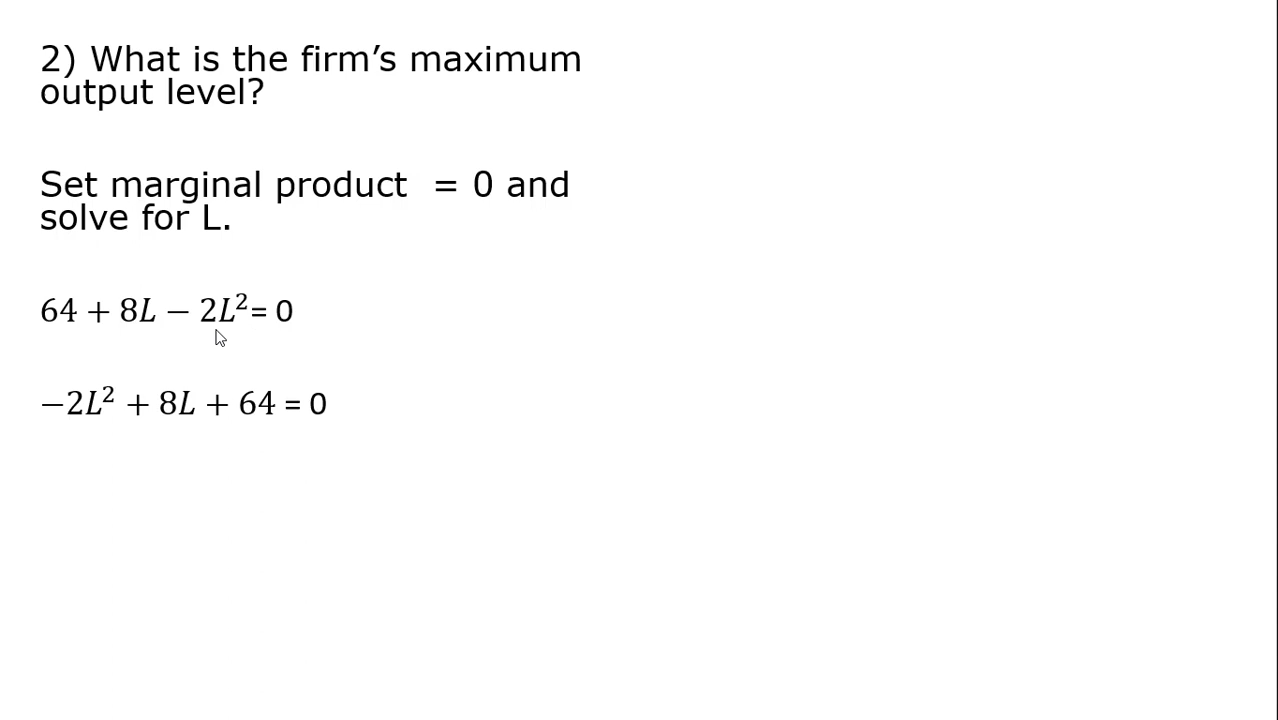 2) What is the firm’s maximum
output level?
Set marginal product = 0 and
solve for L.
64 + 8L − 2L²= 0
−2L² + 8L + 64 = 0